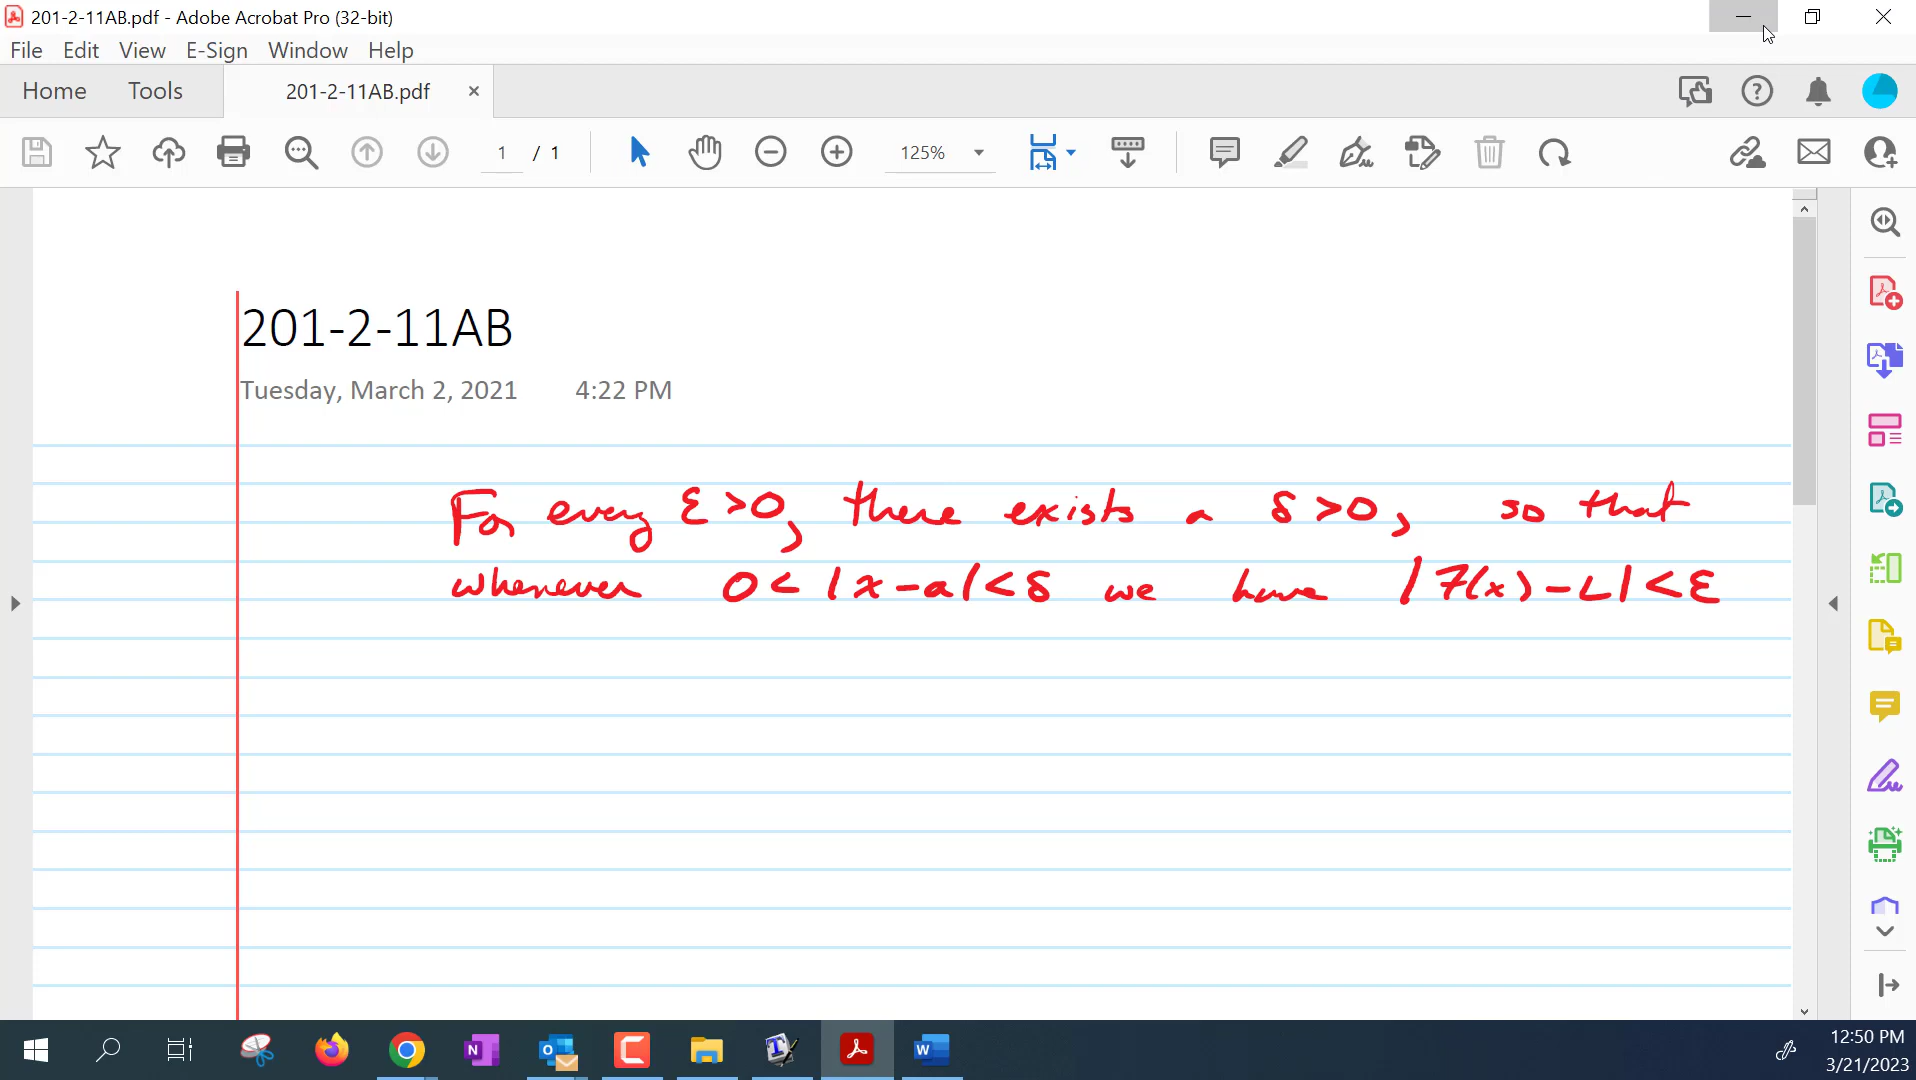 201-2-11AB.pdf - Adobe Acrobat Pro (32-bit)
File Edit View E-Sign Window Help
Home Tools 201-2-11AB.pdf ×
1 / 1 125%
201-2-11AB
Tuesday, March 2, 2021 4:22 PM
For every ε>0, there exists a δ>0, so that
whenever 0<|x-a|<δ we have |f(x)-L|<ε
12:50 PM
3/21/2023